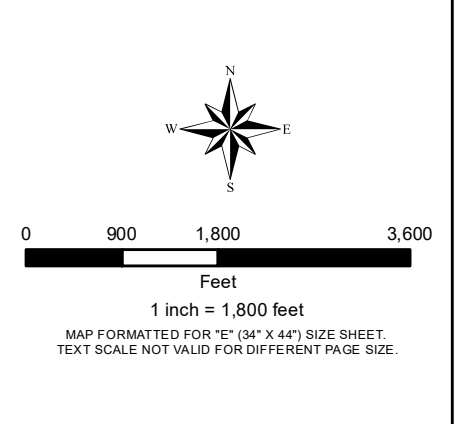 N
W E
S
0 900 1,800 3,600
Feet
1 inch = 1,800 feet
MAP FORMATTED FOR "E" (34" X 44") SIZE SHEET.
TEXT SCALE NOT VALID FOR DIFFERENT PAGE SIZE.